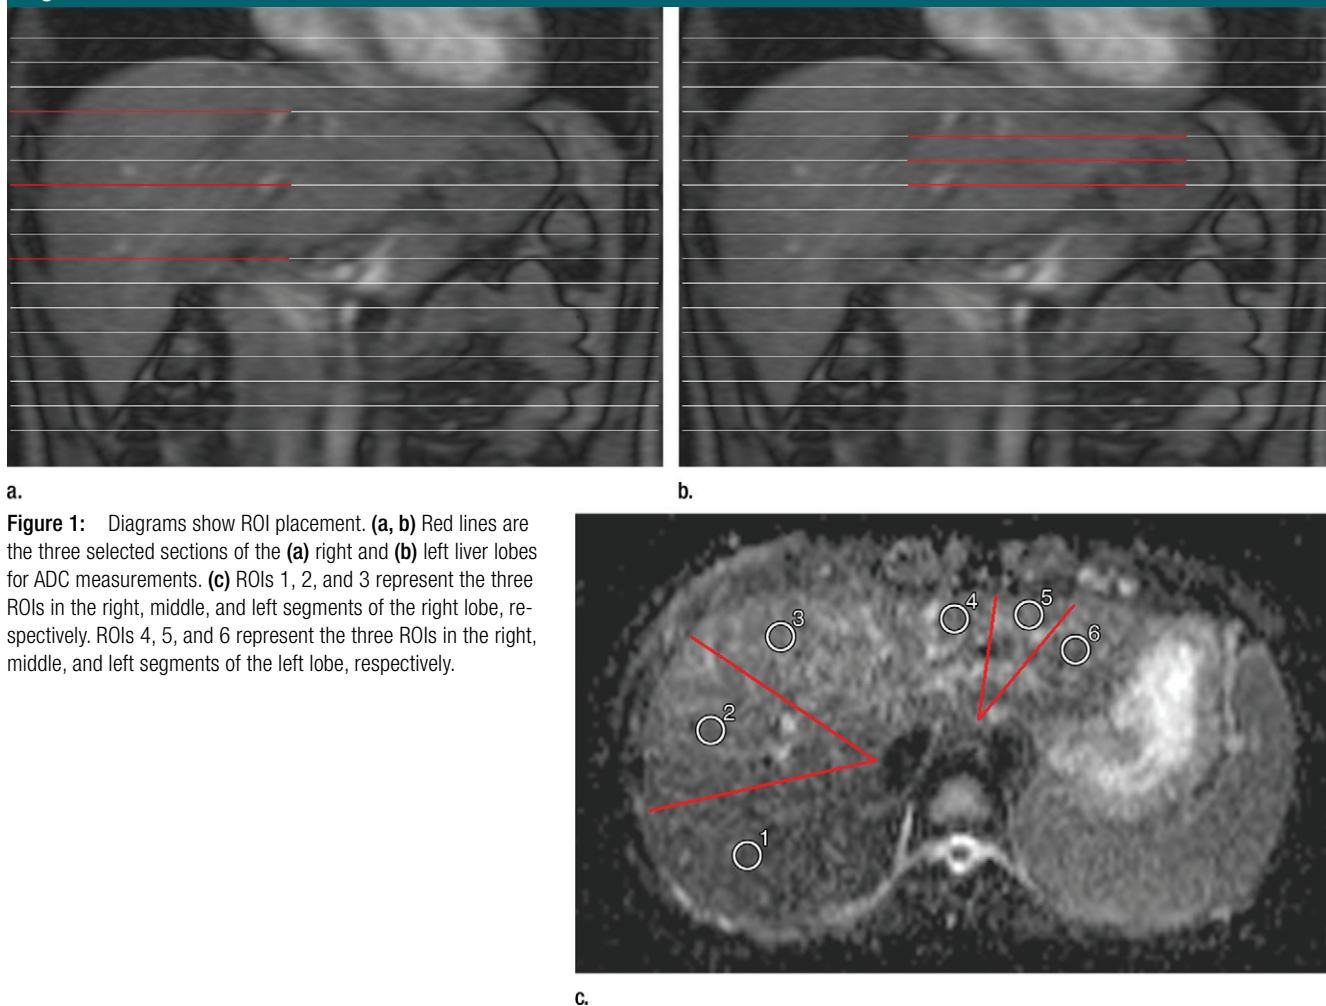 a.
b.
Figure 1: Diagrams show ROI placement. (a, b) Red lines are
the three selected sections of the (a) right and (b) left liver lobes
for ADC measurements. (c) ROIs 1, 2, and 3 represent the three
ROIs in the right, middle, and left segments of the right lobe, re-
spectively. ROIs 4, 5, and 6 represent the three ROIs in the right,
middle, and left segments of the left lobe, respectively.
4
5
3
6
2
1
c.